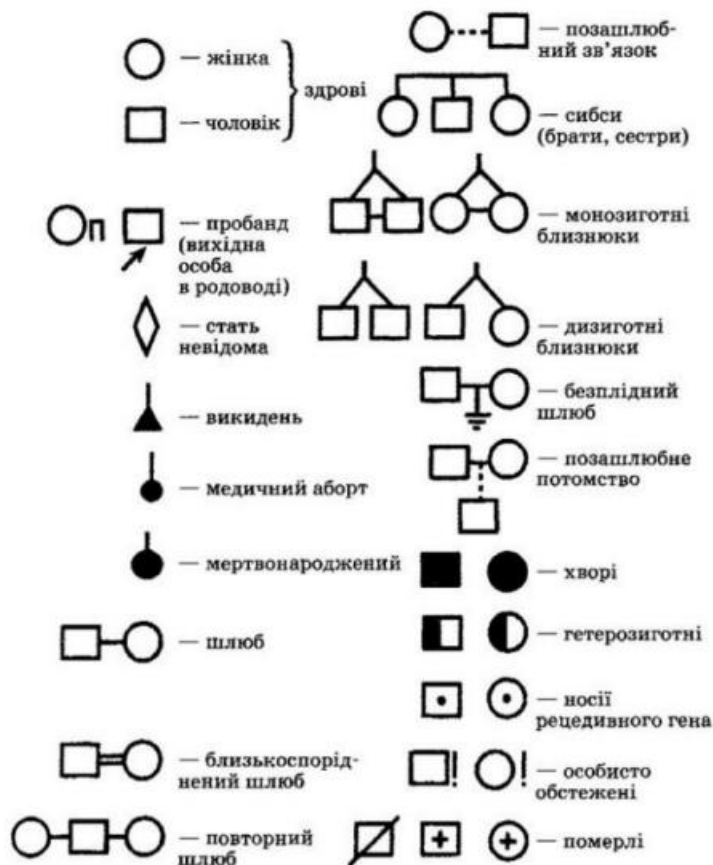 — жінка
— чоловік
здрові
П
— пробанд
(вихідна
особа
в родоводі)
— стать
невідома
— викидень
— медичний аборт
— мертвонароджений
— шлюб
— близькоспорід-
нений шлюб
— повторний
шлюб
— позашлюб-
ний зв’язок
— сибси
(брати, сестри)
— монозиготні
близнюки
— дизиготні
близнюки
— безплідний
шлюб
— позашлюбне
потомство
— хворі
— гетерозиготні
— носії
рецедивного гена
! ! — особисто
обстежені
— померлі